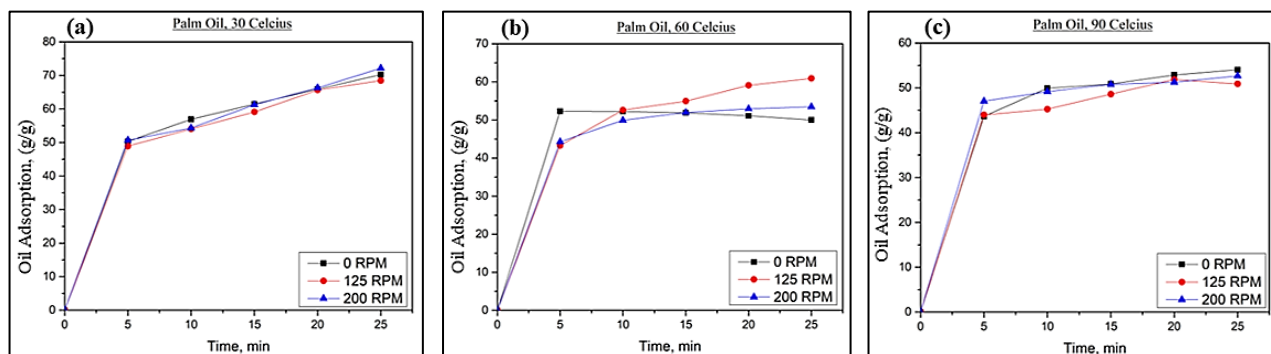 (a)
Palm Oil, 30 Celcius
Oil Adsorption, (g/g)
80
70
60
50
40
30
20
10
0
0 RPM
125 RPM
200 RPM
0 5 10 15 20 25
Time, min
(b)
Palm Oil, 60 Celcius
Oil Adsorption, (g/g)
70
60
50
40
30
20
10
0
0 RPM
125 RPM
200 RPM
0 5 10 15 20 25
Time, min
(c)
Palm Oil, 90 Celcius
Oil Adsorption, (g/g)
60
50
40
30
20
10
0
0 RPM
125 RPM
200 RPM
0 5 10 15 20 25
Time, min